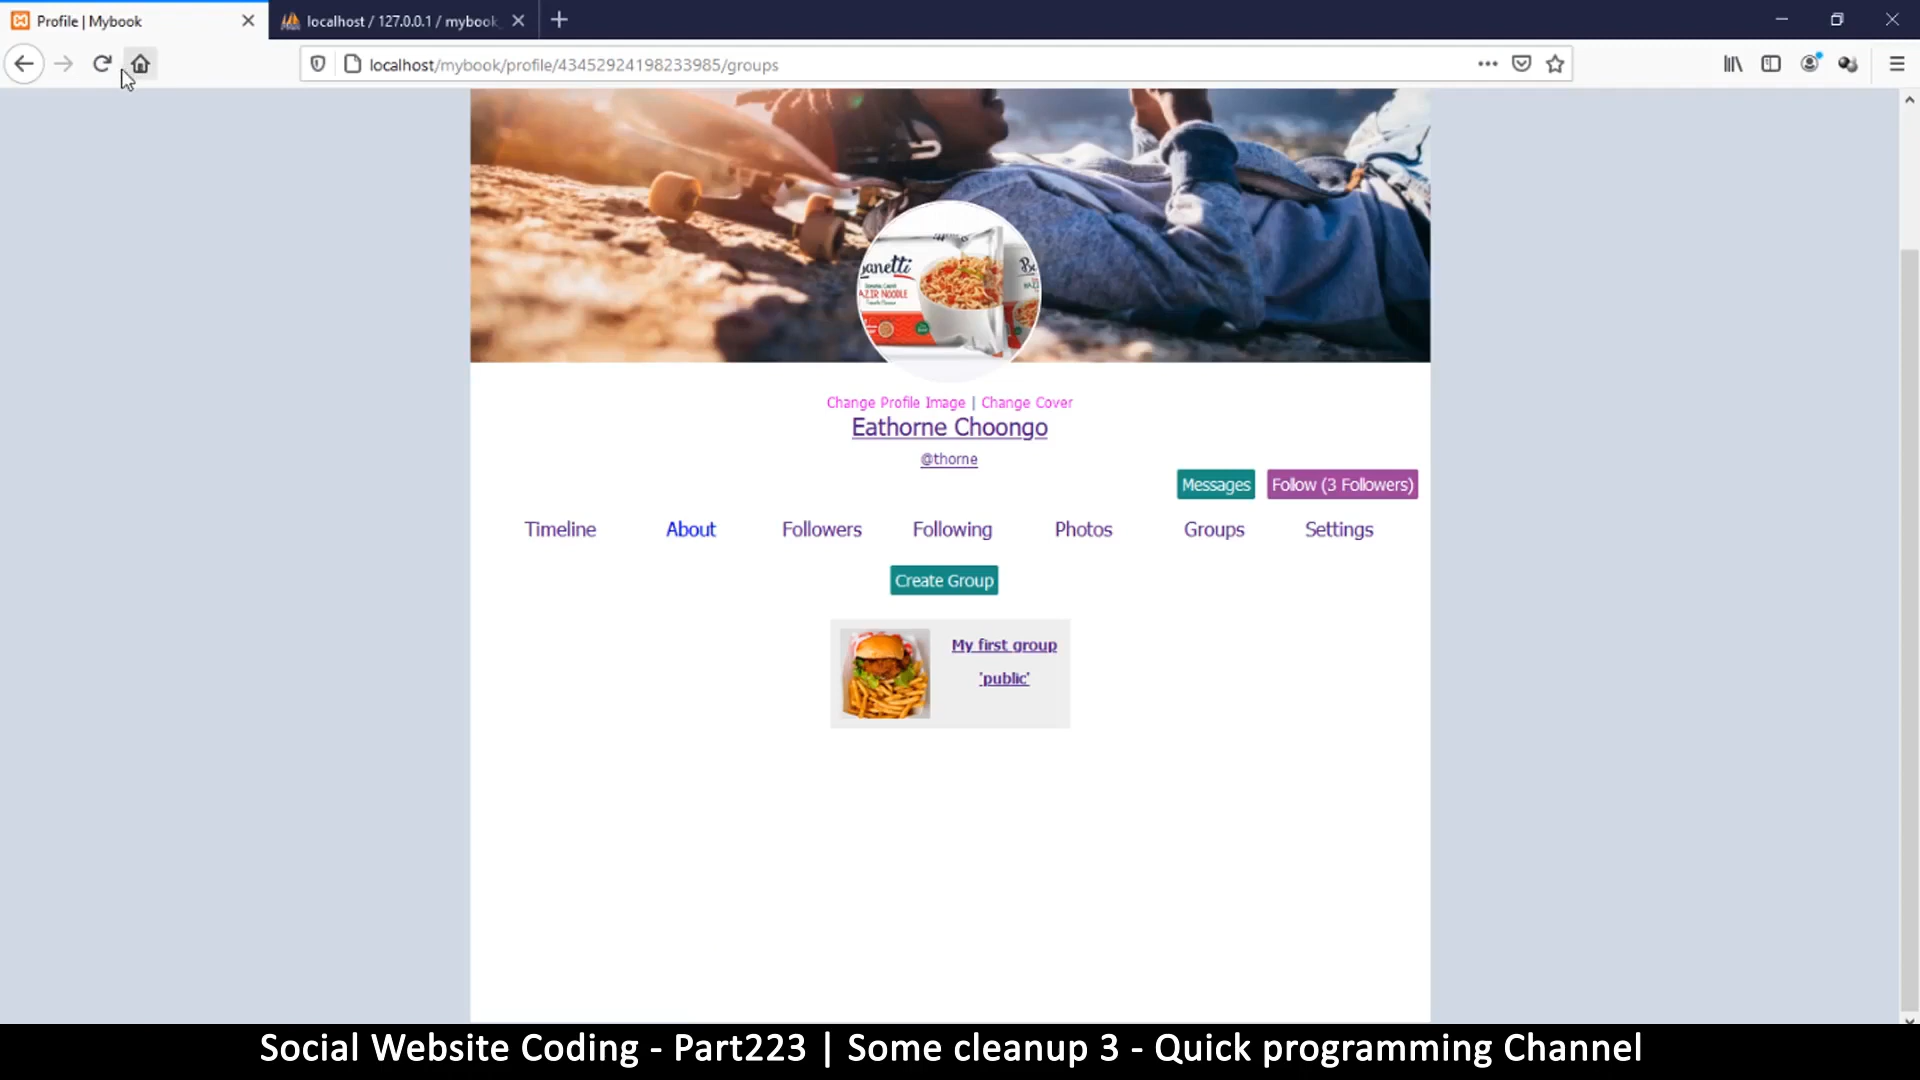 Profile | Mybook
localhost / 127.0.0.1 / mybook
localhost/mybook/profile/43452924198233985/groups
anetti
Change Profile Image | Change Cover
Eathorne Choongo
@thorne
Messages
Follow (3 Followers)
Timeline
About
Followers
Following
Photos
Groups
Settings
Create Group
My first group
'public'
Social Website Coding - Part223 | Some cleanup 3 - Quick programming Channel